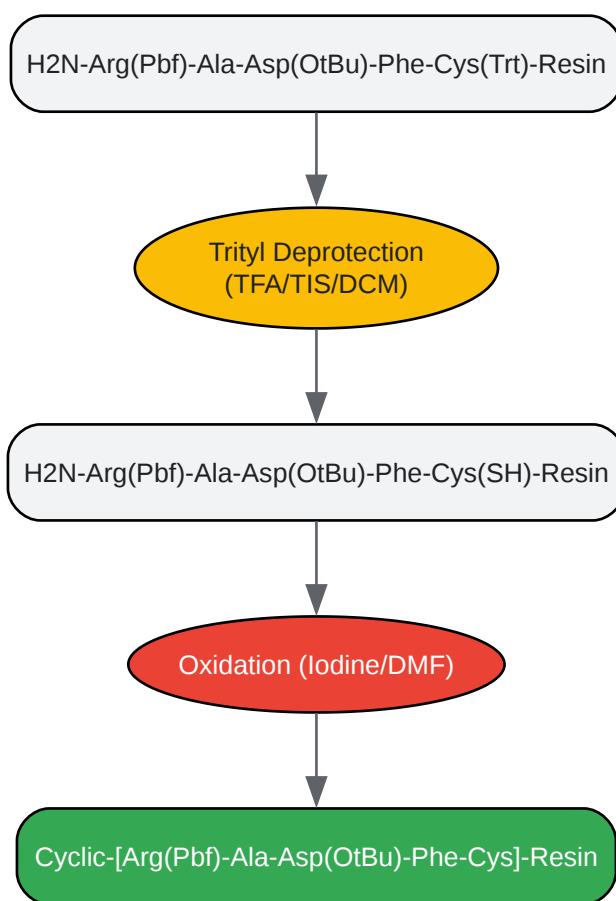 H2N-Arg(Pbf)-Ala-Asp(OtBu)-Phe-Cys(Trt)-Resin
Trityl Deprotection
(TFA/TIS/DCM)
H2N-Arg(Pbf)-Ala-Asp(OtBu)-Phe-Cys(SH)-Resin
Oxidation (Iodine/DMF)
Cyclic-[Arg(Pbf)-Ala-Asp(OtBu)-Phe-Cys]-Resin